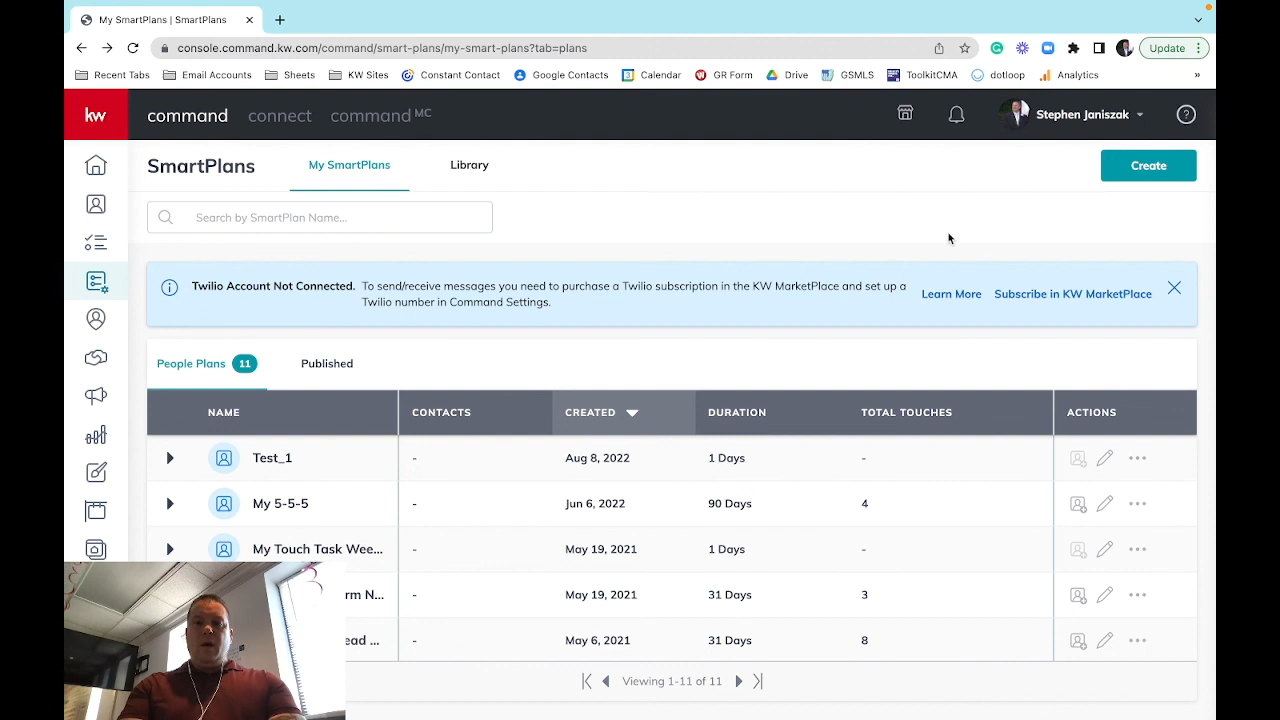 My SmartPlans | SmartPlans
console.command.kw.com/command/smart-plans/my-smart-plans?tab=plans
Update
Recent Tabs
Email Accounts
Sheets
KW Sites
Constant Contact
Google Contacts
Calendar
GR Form
Drive
GSMLS
ToolkitCMA
dotloop
Analytics
»
kw
command
connect
command MC
Stephen Janiszak
SmartPlans
My SmartPlans
Library
Create
Search by SmartPlan Name...
Twilio Account Not Connected. To send/receive messages you need to purchase a Twilio subscription in the KW MarketPlace and set up a
Twilio number in Command Settings.
Learn More
Subscribe in KW MarketPlace
People Plans 11
Published
NAME CONTACTS CREATED DURATION TOTAL TOUCHES ACTIONS
Test_1 - Aug 8, 2022 1 Days -
My 5-5-5 - Jun 6, 2022 90 Days 4
My Touch Task Wee... - May 19, 2021 1 Days -
rm N... - May 19, 2021 31 Days 3
ead ... - May 6, 2021 31 Days 8
Viewing 1-11 of 11